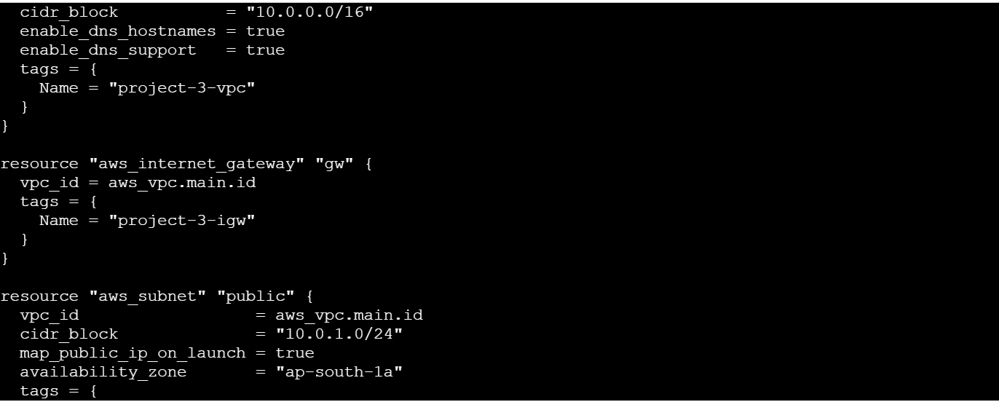 cidr_block           = "10.0.0.0/16"
  enable_dns_hostnames = true
  enable_dns_support   = true
  tags = {
    Name = "project-3-vpc"
  }
}

resource "aws_internet_gateway" "gw" {
  vpc_id = aws_vpc.main.id
  tags = {
    Name = "project-3-igw"
  }
}

resource "aws_subnet" "public" {
  vpc_id                  = aws_vpc.main.id
  cidr_block              = "10.0.1.0/24"
  map_public_ip_on_launch = true
  availability_zone       = "ap-south-1a"
  tags = {